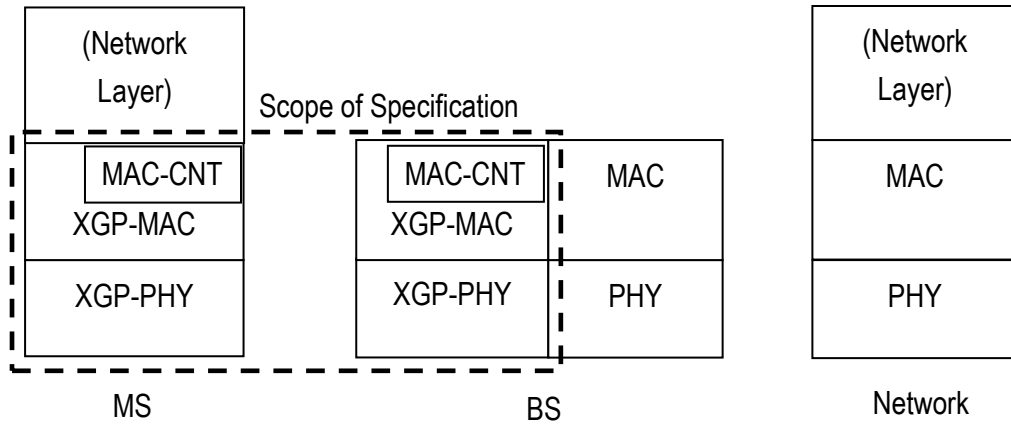 (Network
Layer)
(Network
Layer)
Scope of Specification
MAC-CNT
XGP-MAC
MAC-CNT
XGP-MAC
MAC
MAC
XGP-PHY
XGP-PHY
PHY
PHY
MS
BS
Network